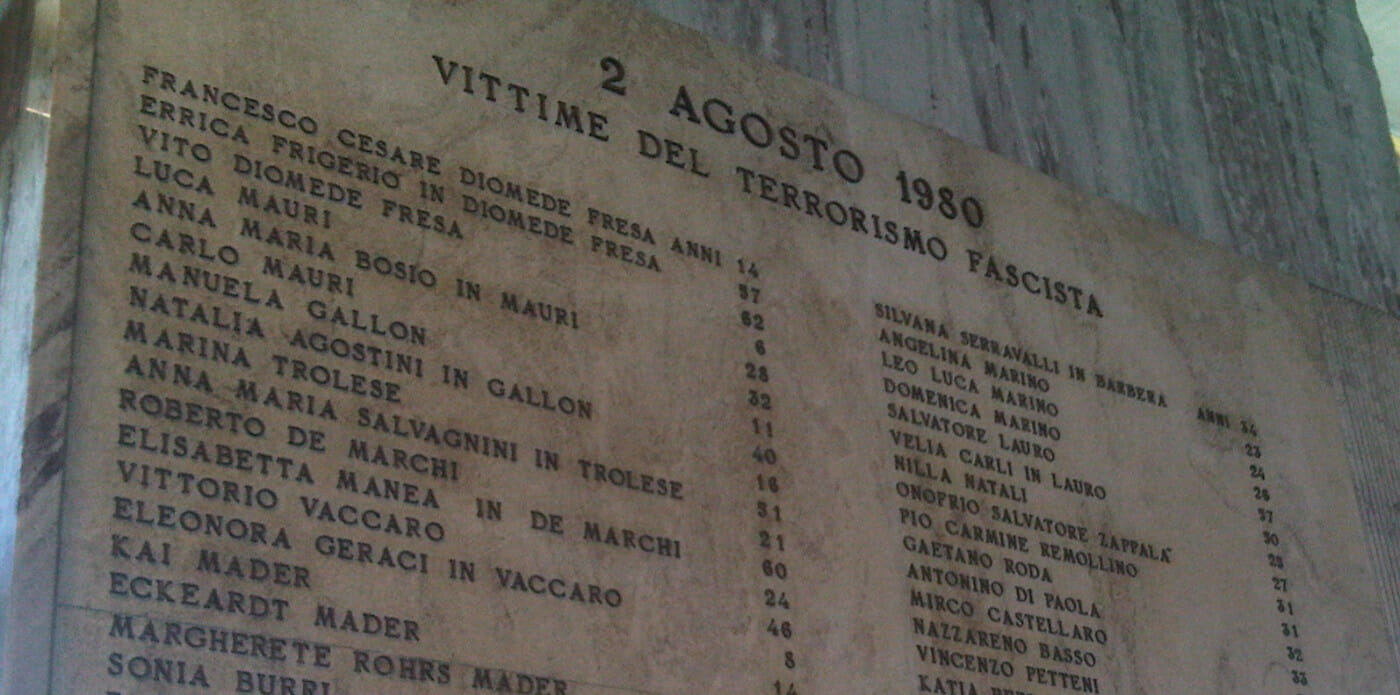 2 AGOSTO 1980
VITTIME DEL TERRORISMO FASCISTA
FRANCESCO CESARE DIOMEDE FRESA ANNI 14
ERRICA FRIGERIO IN DIOMEDE FRESA 57
VITO DIOMEDE FRESA 62
LUCA MAURI 6
ANNA MARIA BOSIO IN MAURI 28
CARLO MAURI 32
MANUELA GALLON 11
NATALIA AGOSTINI IN GALLON 40
MARINA TROLESE 16
ANNA MARIA SALVAGNINI IN TROLESE 51
ROBERTO DE MARCHI 21
ELISABETTA MANEA IN DE MARCHI 60
VITTORIO VACCARO 24
ELEONORA GERACI IN VACCARO 46
KAI MADER 8
ECKEARDT MADER 14
MARGHERETE ROHRS MADER
SONIA BURRI
SILVANA SERRAVALLI IN BARBERA ANNI 34
ANGELINA MARINO 23
LEO LUCA MARINO 24
DOMENICA MARINO 26
SALVATORE LAURO 57
VELIA CARLI IN LAURO 50
NILLA NATALI 25
ONOFRIO SALVATORE ZAPPALA' 27
PIO CARMINE REMOLLINO 31
GAETANO RODA 31
ANTONINO DI PAOLA 32
MIRCO CASTELLARO 33
NAZZARENO BASSO
VINCENZO PETTENI
KATIA